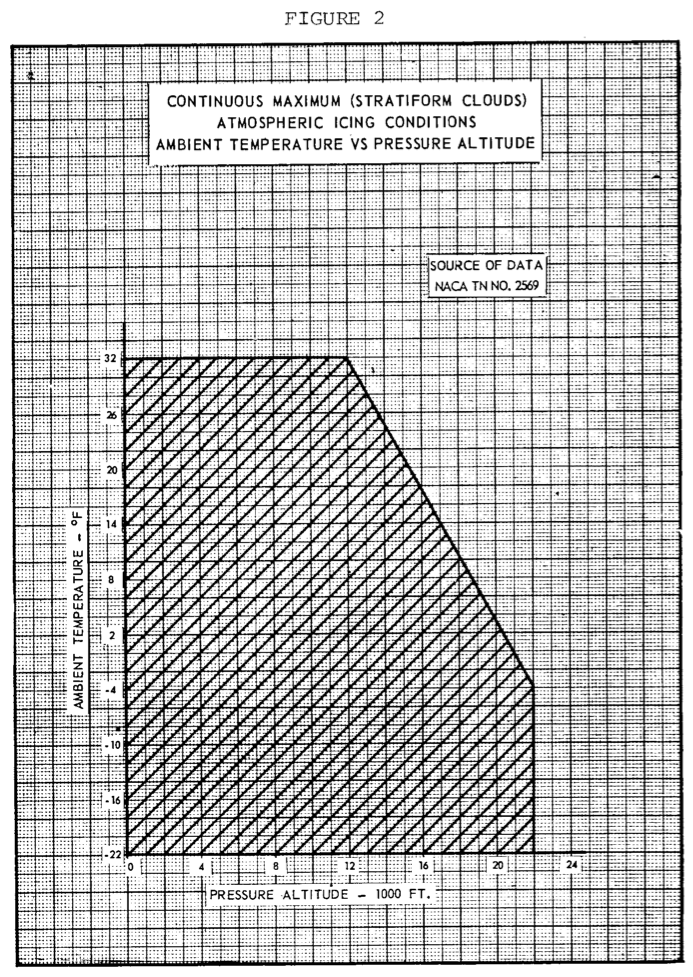 FIGURE 2
CONTINUOUS MAXIMUM (STRATIFORM CLOUDS)
ATMOSPHERIC ICING CONDITIONS
AMBIENT TEMPERATURE VS PRESSURE ALTITUDE
SOURCE OF DATA
NACA TN NO. 2569
AMBIENT TEMPERATURE - °F
32
26
20
14
8
2
-4
-10
-16
-22
0 4 8 12 16 20 24
PRESSURE ALTITUDE - 1000 FT.